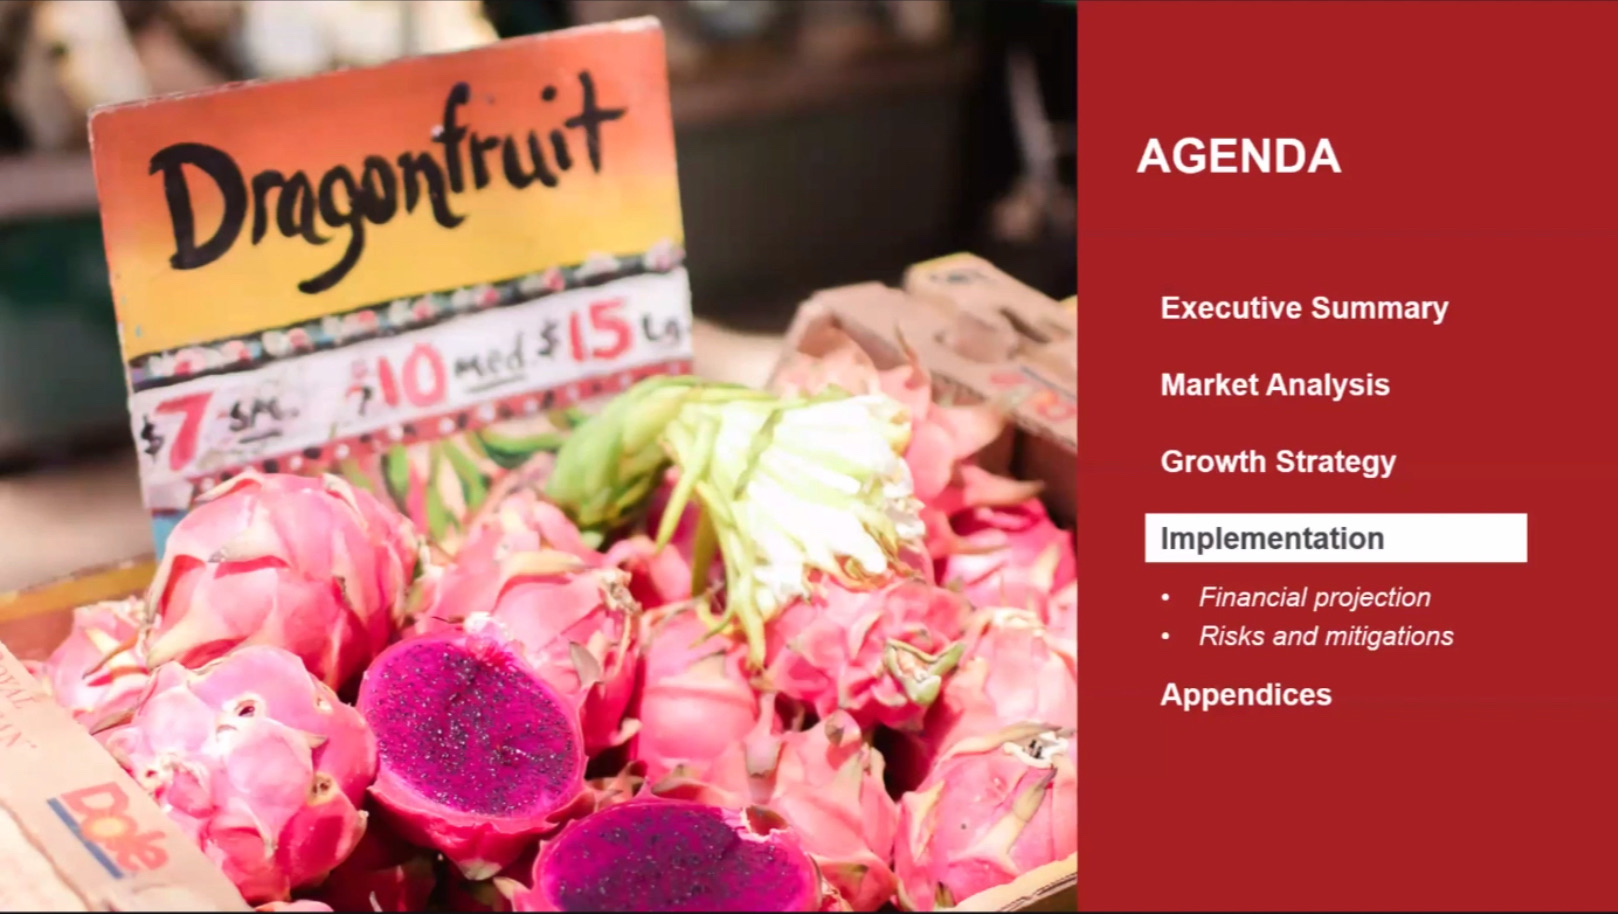 Dragonfruit
$7 $10 med $15 Lg.
Dole
AGENDA
Executive Summary
Market Analysis
Growth Strategy
Implementation
• Financial projection
• Risks and mitigations
Appendices